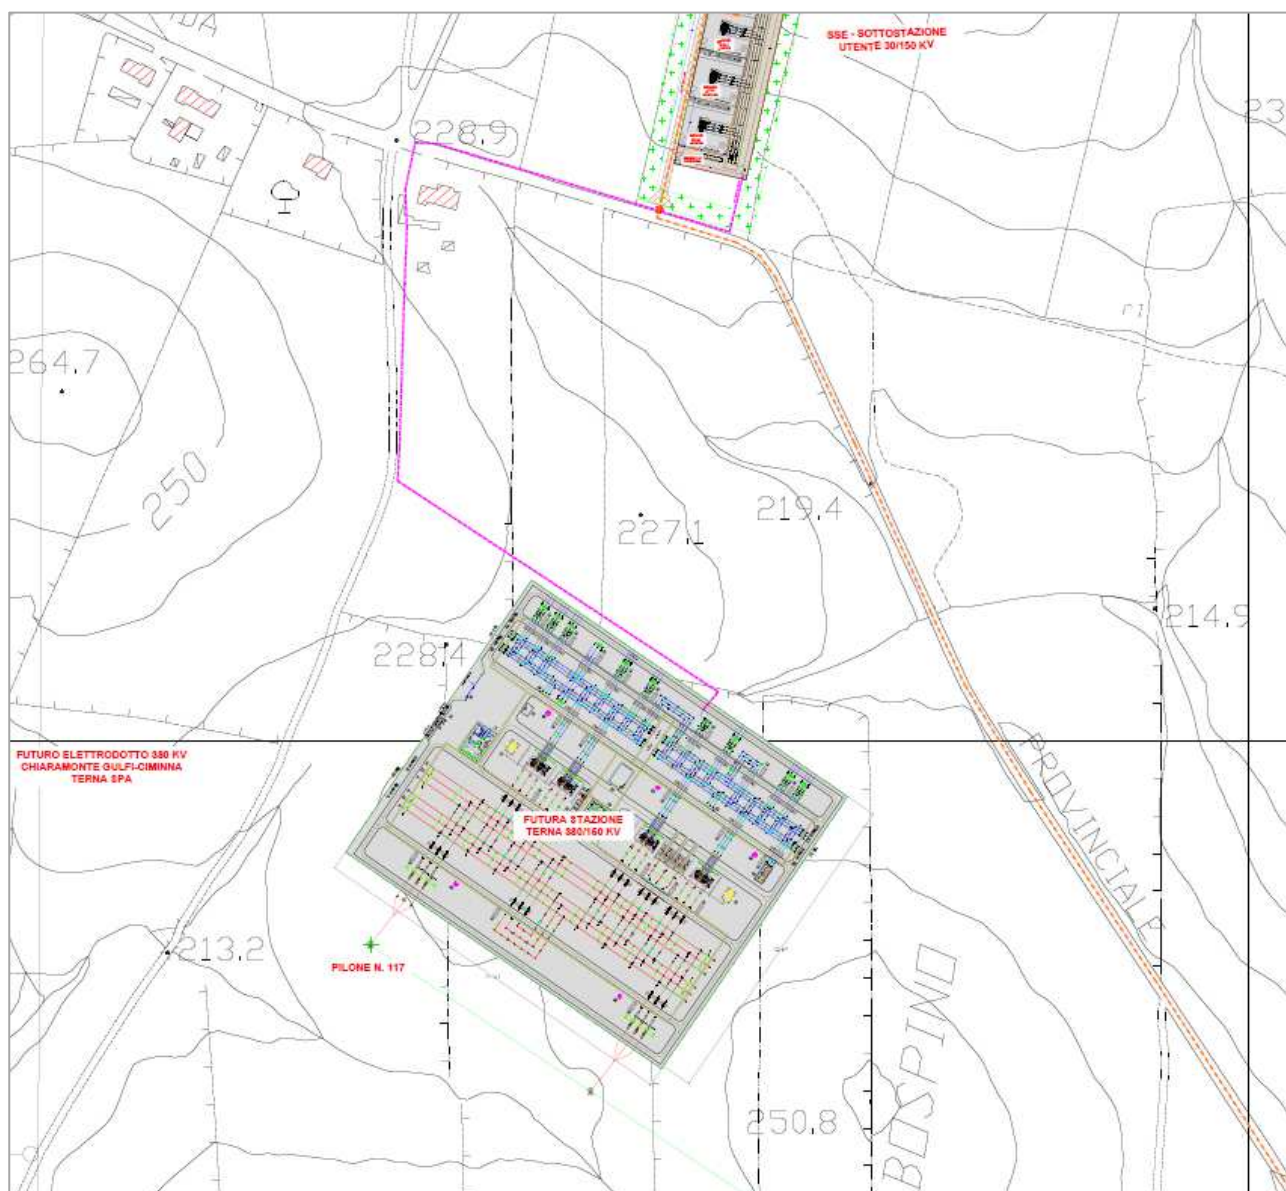 DA
SSE - SOTTOSTAZIONE
UTENTE 30/150 KV
228.9
23
264.7
250
219.4
227.1
214.9
228.4
FUTURO ELETTRODOTTO 380 KV
CHIARAMONTE GULFI-CIMINNA
TERNA SPA
PROVINCIALE
FUTURA STAZIONE
TERNA 380/150 KV
213.2
PILONE N. 117
BOSPINO
250.8